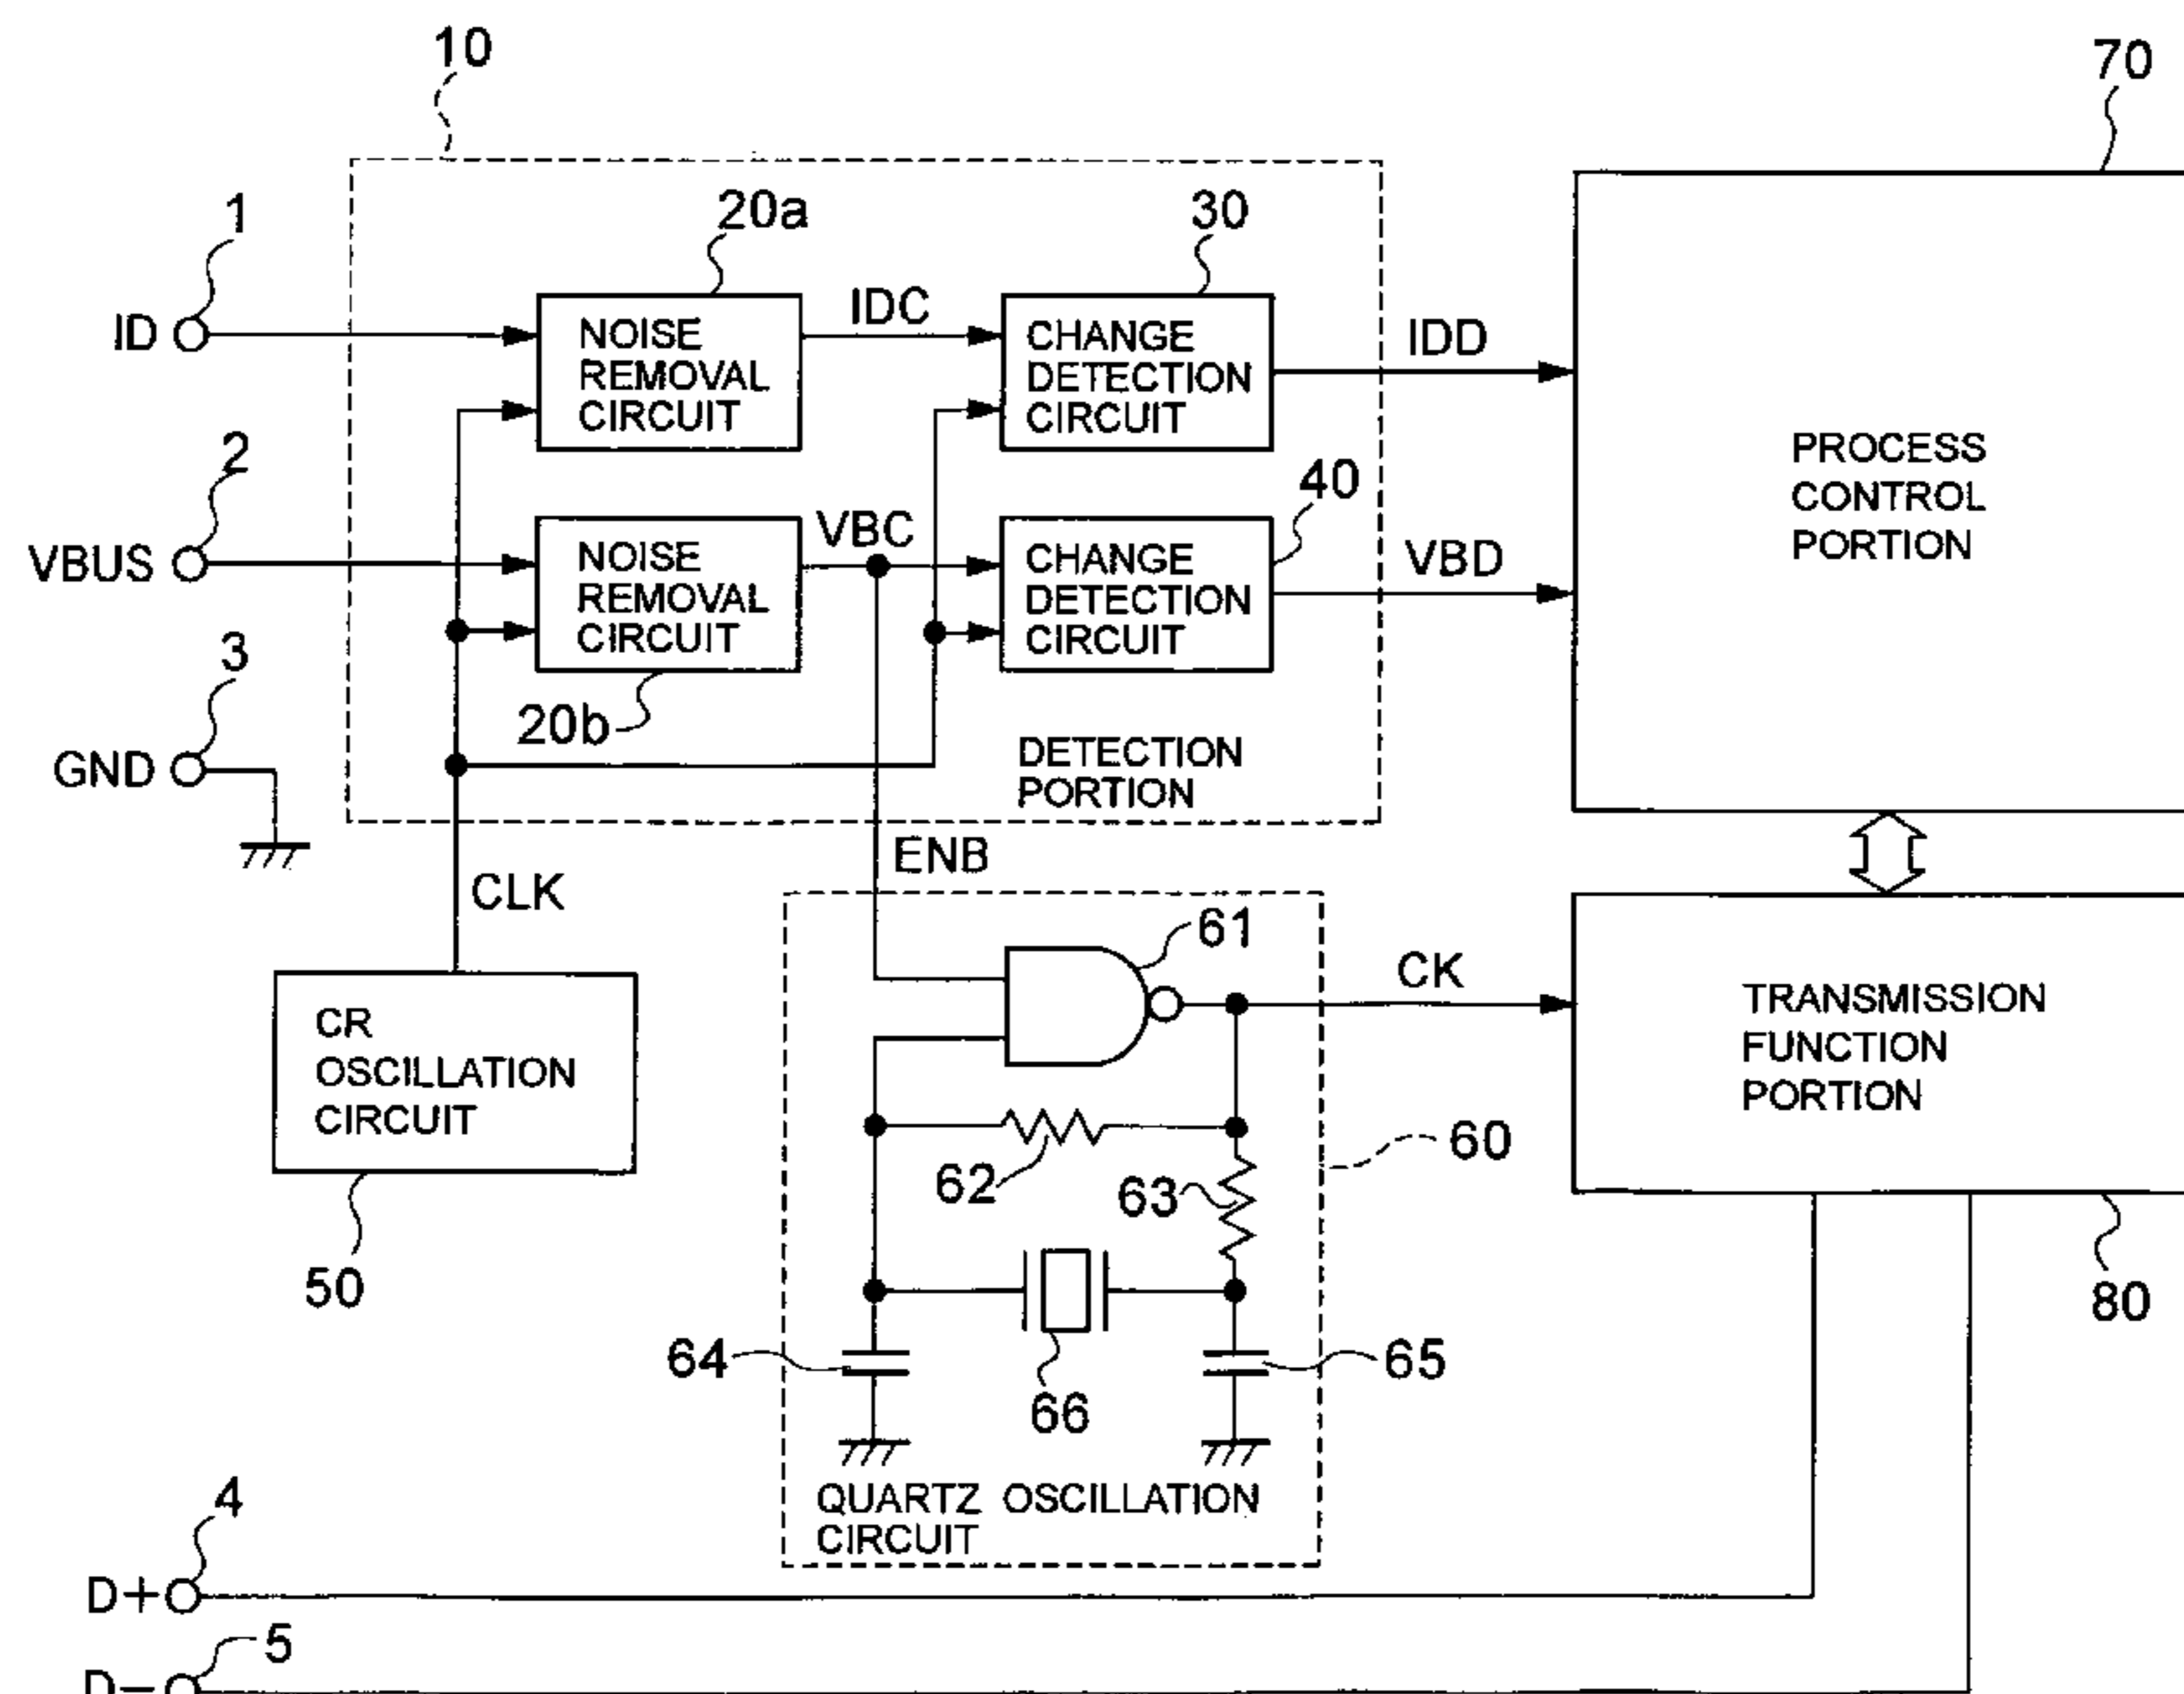 10
70
1
20a
30
ID
NOISE
REMOVAL
CIRCUIT
IDC
CHANGE
DETECTION
CIRCUIT
IDD
PROCESS
CONTROL
PORTION
2
40
VBUS
NOISE
REMOVAL
CIRCUIT
VBC
CHANGE
DETECTION
CIRCUIT
VBD
3
20b
GND
DETECTION
PORTION
ENB
CLK
61
CK
CR
OSCILLATION
CIRCUIT
TRANSMISSION
FUNCTION
PORTION
60
62
63
50
80
64
65
66
QUARTZ OSCILLATION
CIRCUIT
4
D+
5
D−